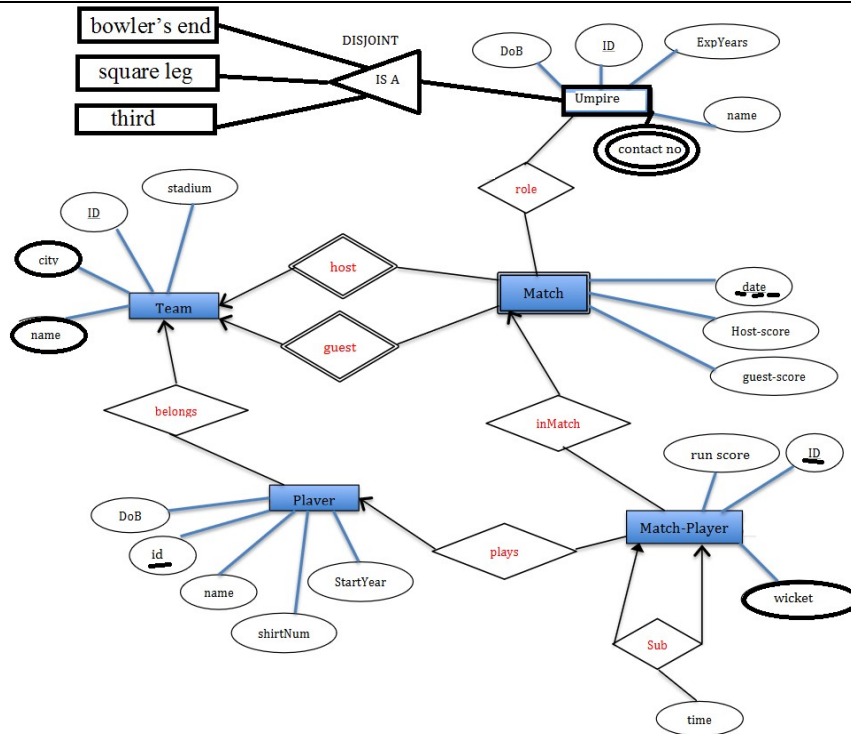 bowler's end
DISJOINT
square leg
IS A
third
DoB
ID
ExpYears
Umpire
name
contact no
role
stadium
ID
city
name
Team
host
guest
Match
date
Host-score
guest-score
belongs
inMatch
run score
ID
Player
Match-Player
DoB
id
name
shirtNum
StartYear
plays
wicket
Sub
time